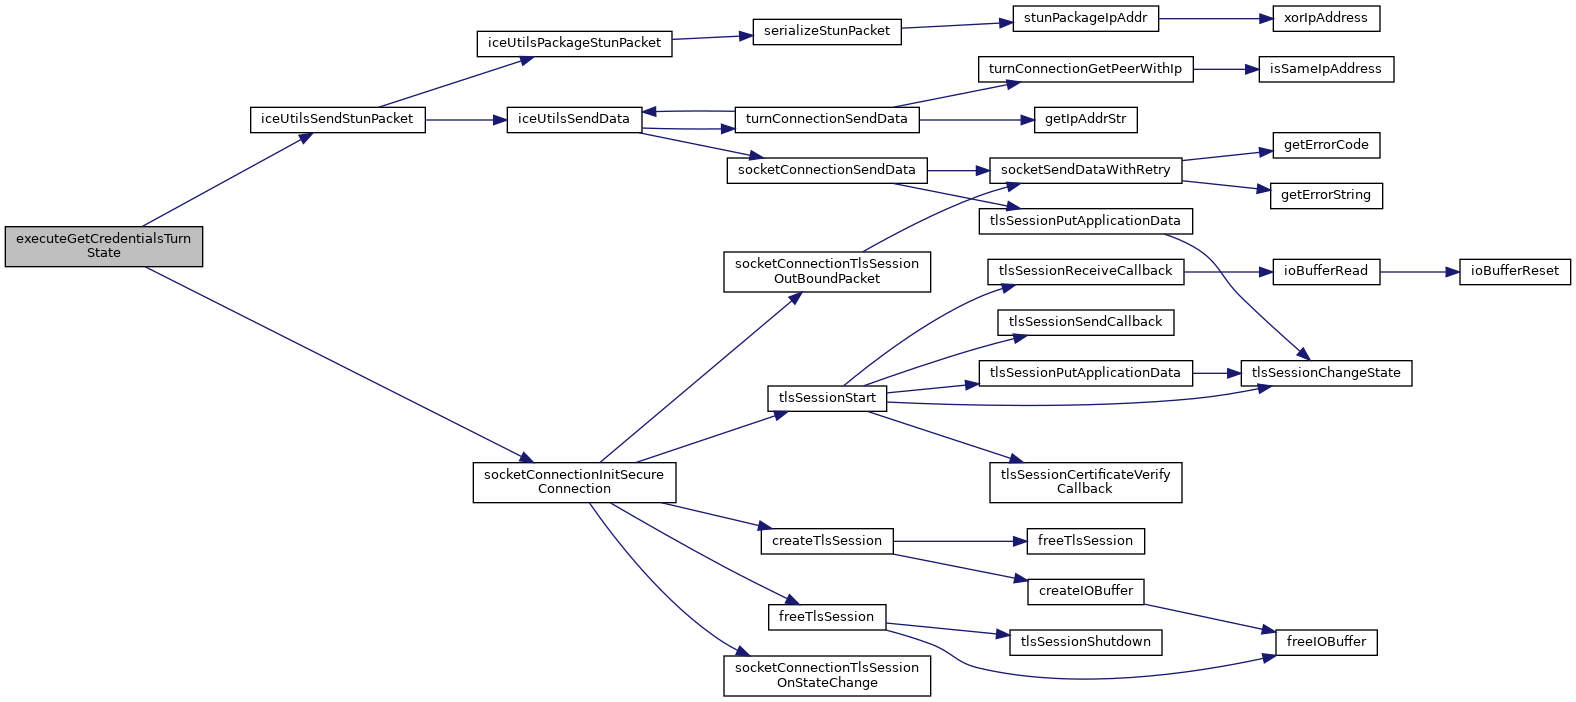 stunPackageIpAddr
xorIpAddress
serializeStunPacket
iceUtilsPackageStunPacket
turnConnectionGetPeerWithIp
isSameIpAddress
iceUtilsSendStunPacket
iceUtilsSendData
turnConnectionSendData
getIpAddrStr
getErrorCode
socketConnectionSendData
socketSendDataWithRetry
getErrorString
tlsSessionPutApplicationData
executeGetCredentialsTurn
State
socketConnectionTlsSession
OutBoundPacket
tlsSessionReceiveCallback
ioBufferRead
ioBufferReset
tlsSessionSendCallback
tlsSessionPutApplicationData
tlsSessionChangeState
tlsSessionStart
socketConnectionInitSecure
Connection
tlsSessionCertificateVerify
Callback
createTlsSession
freeTlsSession
createIOBuffer
freeTlsSession
tlsSessionShutdown
freeIOBuffer
socketConnectionTlsSession
OnStateChange